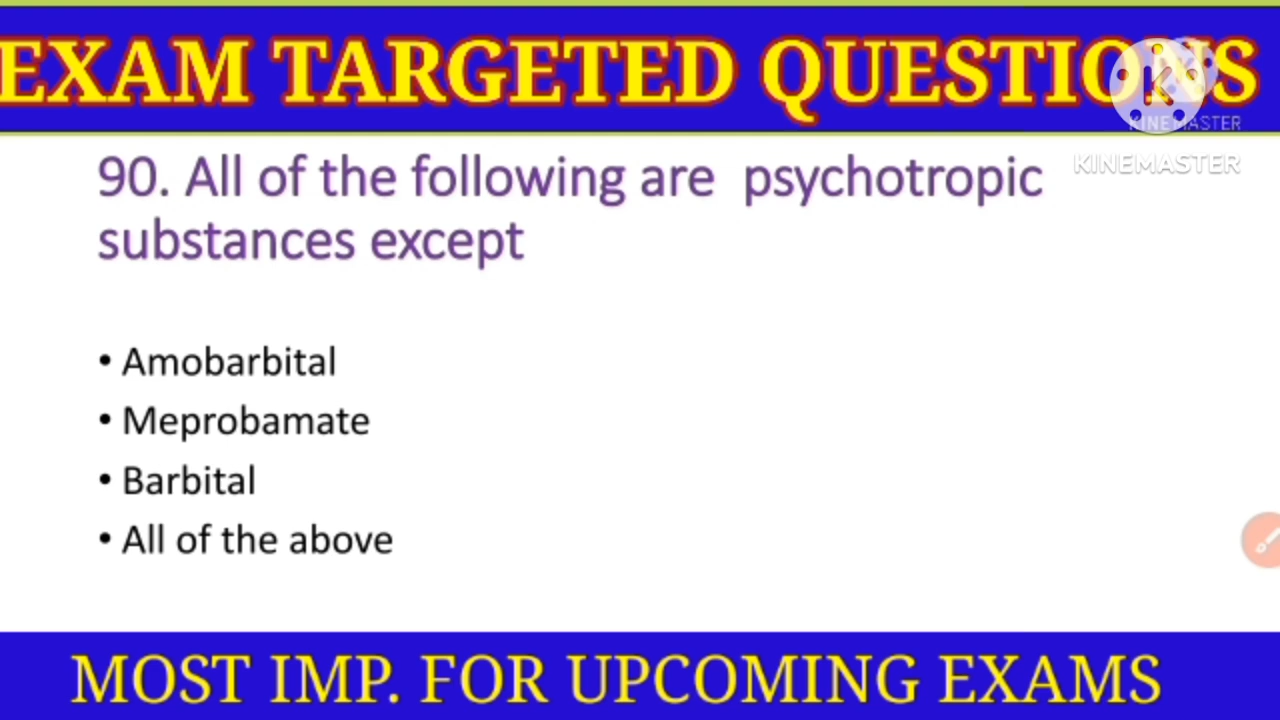 EXAM TARGETED QUESTIONS
KINEMASTER
KINEMASTER
90. All of the following are psychotropic
substances except
• Amobarbital
• Meprobamate
• Barbital
• All of the above
MOST IMP. FOR UPCOMING EXAMS